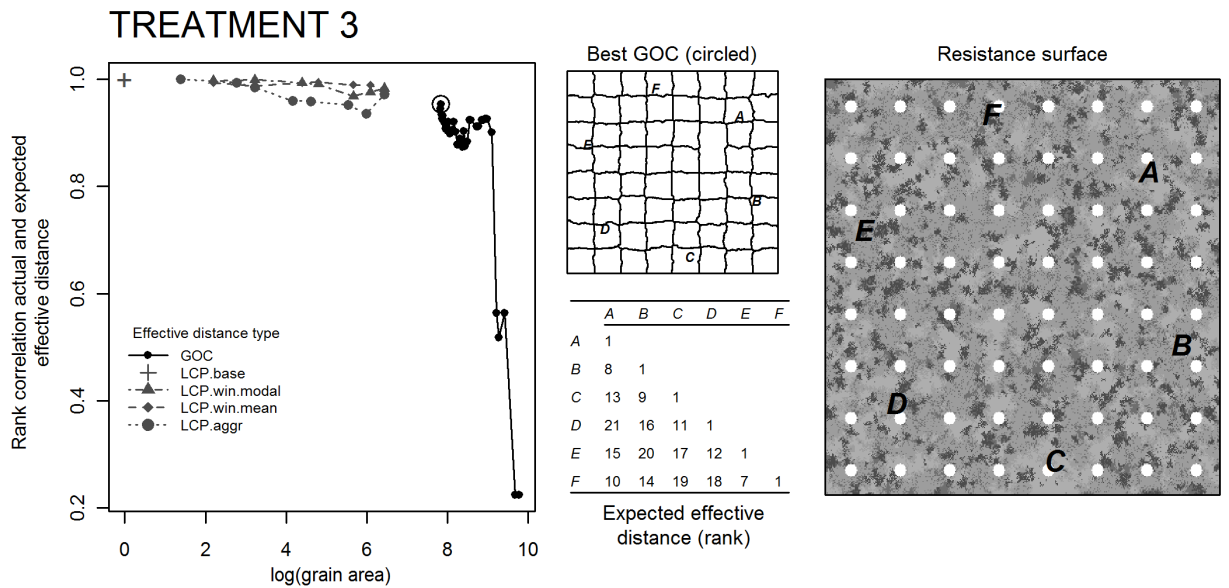 TREATMENT 3
Rank correlation actual and expected
effective distance
1.0
0.8
0.6
0.4
0.2
0 2 4 6 8 10
log(grain area)
Effective distance type
GOC
LCP.base
LCP.win.modal
LCP.win.mean
LCP.aggr
Best GOC (circled)
F
A
E
B
D
C
A B C D E F
A 1
B 8 1
C 13 9 1
D 21 16 11 1
E 15 20 17 12 1
F 10 14 19 18 7 1
Expected effective
distance (rank)
Resistance surface
F
A
E
B
D
C